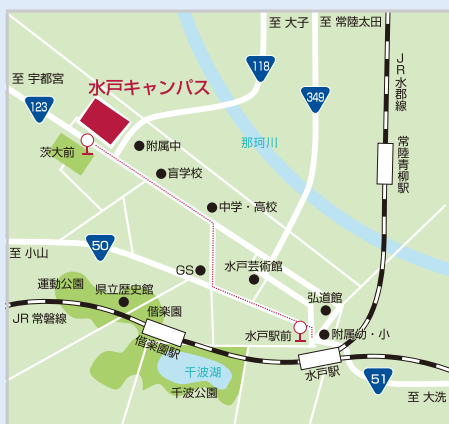 至 大子
至 常陸太田
118
349
JR水郡線
至 宇都宮
水戸キャンパス
123
茨大前
附属中
那珂川
常陸青柳駅
盲学校
中学・高校
50
至 小山
GS
水戸芸術館
運動公園
県立歴史館
弘道館
JR常磐線
偕楽園
水戸駅前
附属幼・小
偕楽園駅
水戸駅
千波湖
51
千波公園
至 大洗